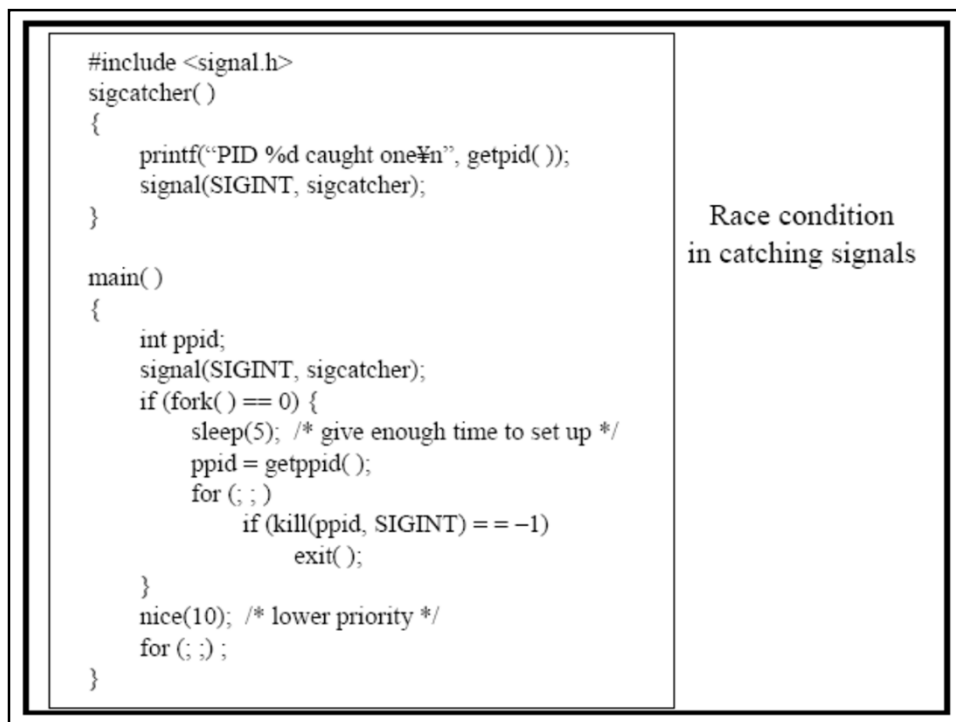 #include <signal.h>
sigcatcher( )
{
printf(“PID %d caught one¥n”, getpid( ));
signal(SIGINT, sigcatcher);
}
main( )
{
int ppid;
signal(SIGINT, sigcatcher);
if (fork( ) == 0) {
sleep(5); /* give enough time to set up */
ppid = getppid( );
for (; ; )
if (kill(ppid, SIGINT) = = –1)
exit( );
}
nice(10); /* lower priority */
for (; ;) ;
}
Race condition
in catching signals